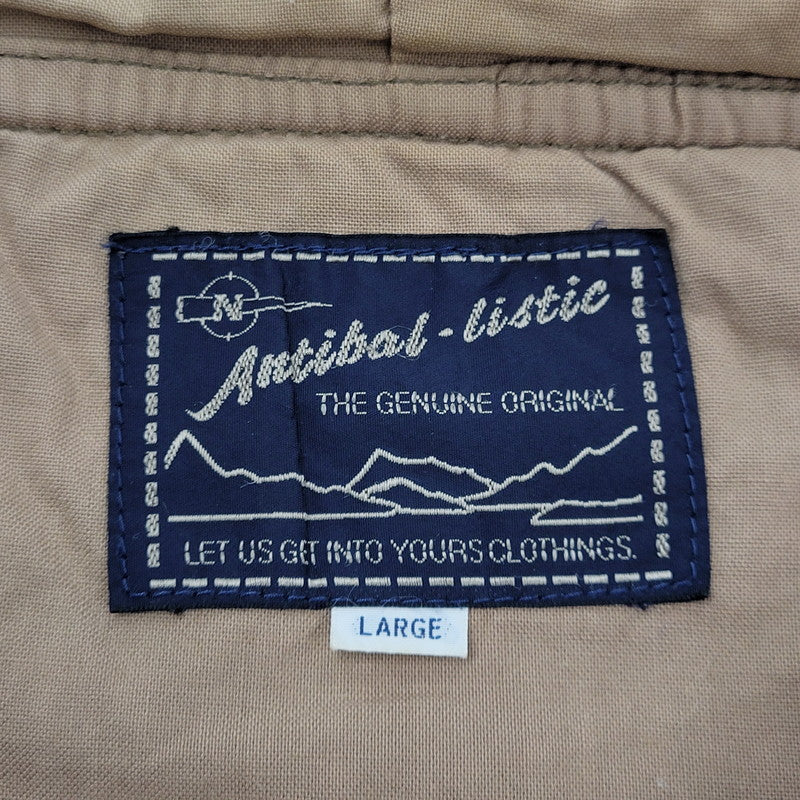 N
Antibal-listic
THE GENUINE ORIGINAL
LET US GET INTO YOURS CLOTHINGS.
LARGE